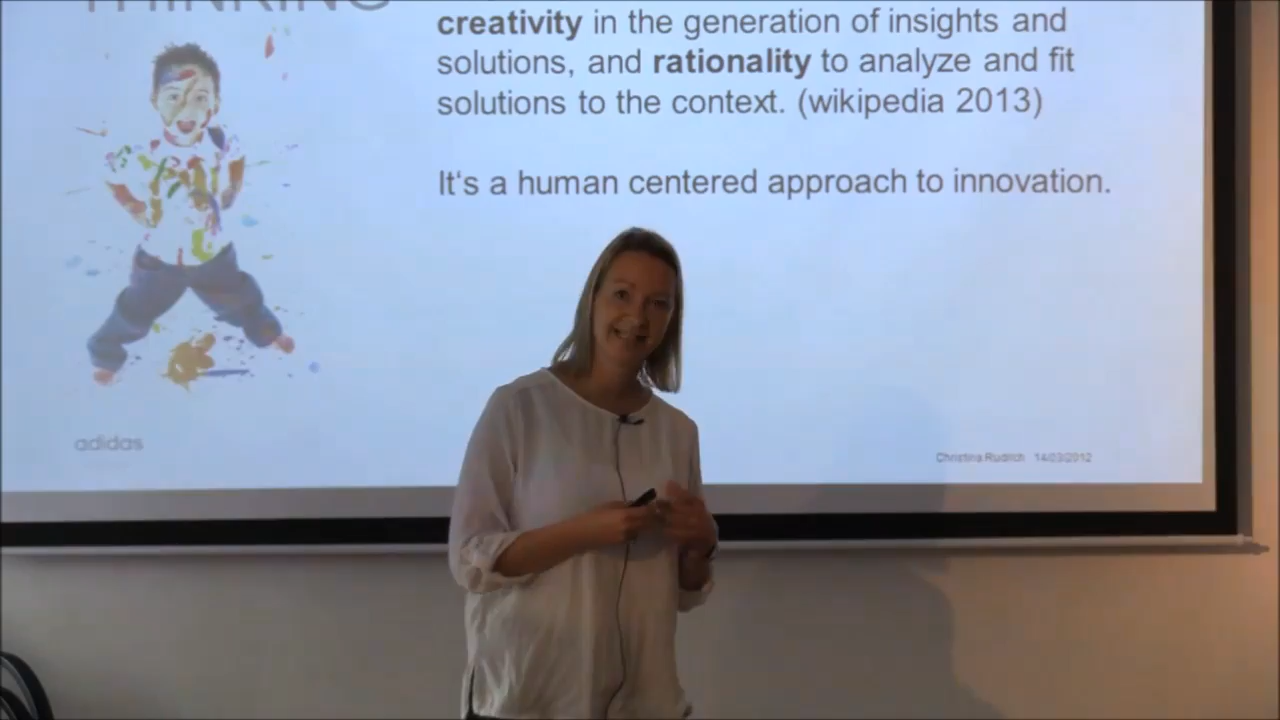 THINKING
creativity in the generation of insights and
solutions, and rationality to analyze and fit
solutions to the context. (wikipedia 2013)
It's a human centered approach to innovation.
adidas
Christina Rudrich 14/03/2012